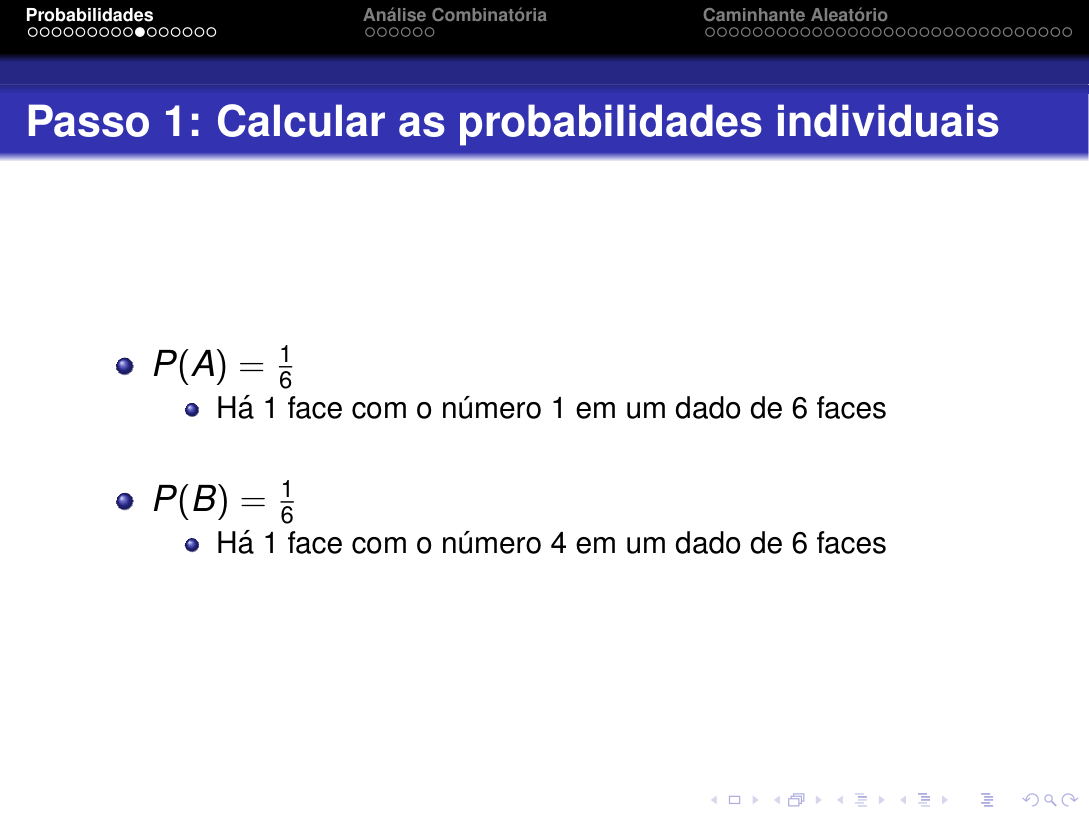 Probabilidades
Análise Combinatória
Caminhante Aleatório
Passo 1: Calcular as probabilidades individuais
P(A) = 1/6
Há 1 face com o número 1 em um dado de 6 faces
P(B) = 1/6
Há 1 face com o número 4 em um dado de 6 faces